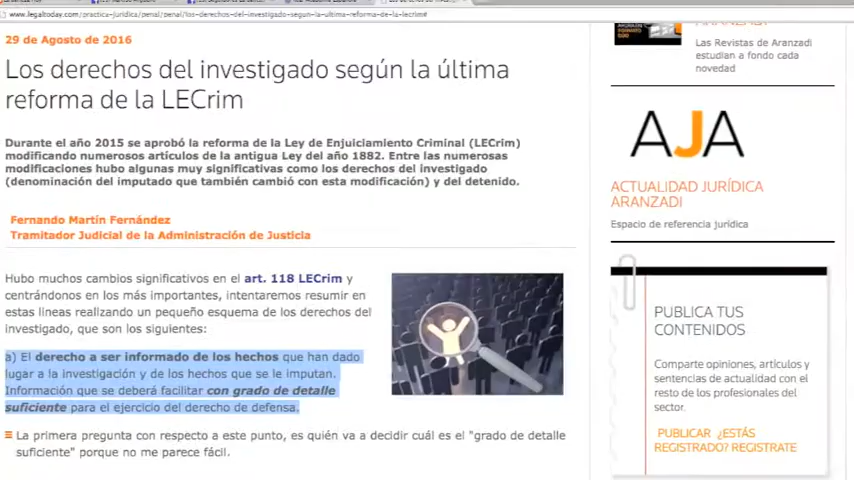 www.legaltoday.com/practica-juridica/penal/penal/los-derechos-del-investigado-segun-la-ultima-reforma-de-la-lecrim#
29 de Agosto de 2016
Los derechos del investigado según la última
reforma de la LECrim
Durante el año 2015 se aprobó la reforma de la Ley de Enjuiciamiento Criminal (LECrim)
modificando numerosos artículos de la antigua Ley del año 1882. Entre las numerosas
modificaciones hubo algunas muy significativas como los derechos del investigado
(denominación del imputado que también cambió con esta modificación) y del detenido.
Fernando Martín Fernández
Tramitador Judicial de la Administración de Justicia
Hubo muchos cambios significativos en el art. 118 LECrim y
centrándonos en los más importantes, intentaremos resumir en
estas lineas realizando un pequeño esquema de los derechos del
investigado, que son los siguientes:
a) El derecho a ser informado de los hechos que han dado
lugar a la investigación y de los hechos que se le imputan.
Información que se deberá facilitar con grado de detalle
suficiente para el ejercicio del derecho de defensa.
La primera pregunta con respecto a este punto, es quién va a decidir cuál es el "grado de detalle
suficiente" porque no me parece fácil.
Las Revistas de Aranzadi
estudian a fondo cada
novedad
AJA
ACTUALIDAD JURÍDICA
ARANZADI
Espacio de referencia jurídica
PUBLICA TUS
CONTENIDOS
Comparte opiniones, artículos y
sentencias de actualidad con el
resto de los profesionales del
sector.
PUBLICAR ¿ESTÁS
REGISTRADO? REGISTRATE